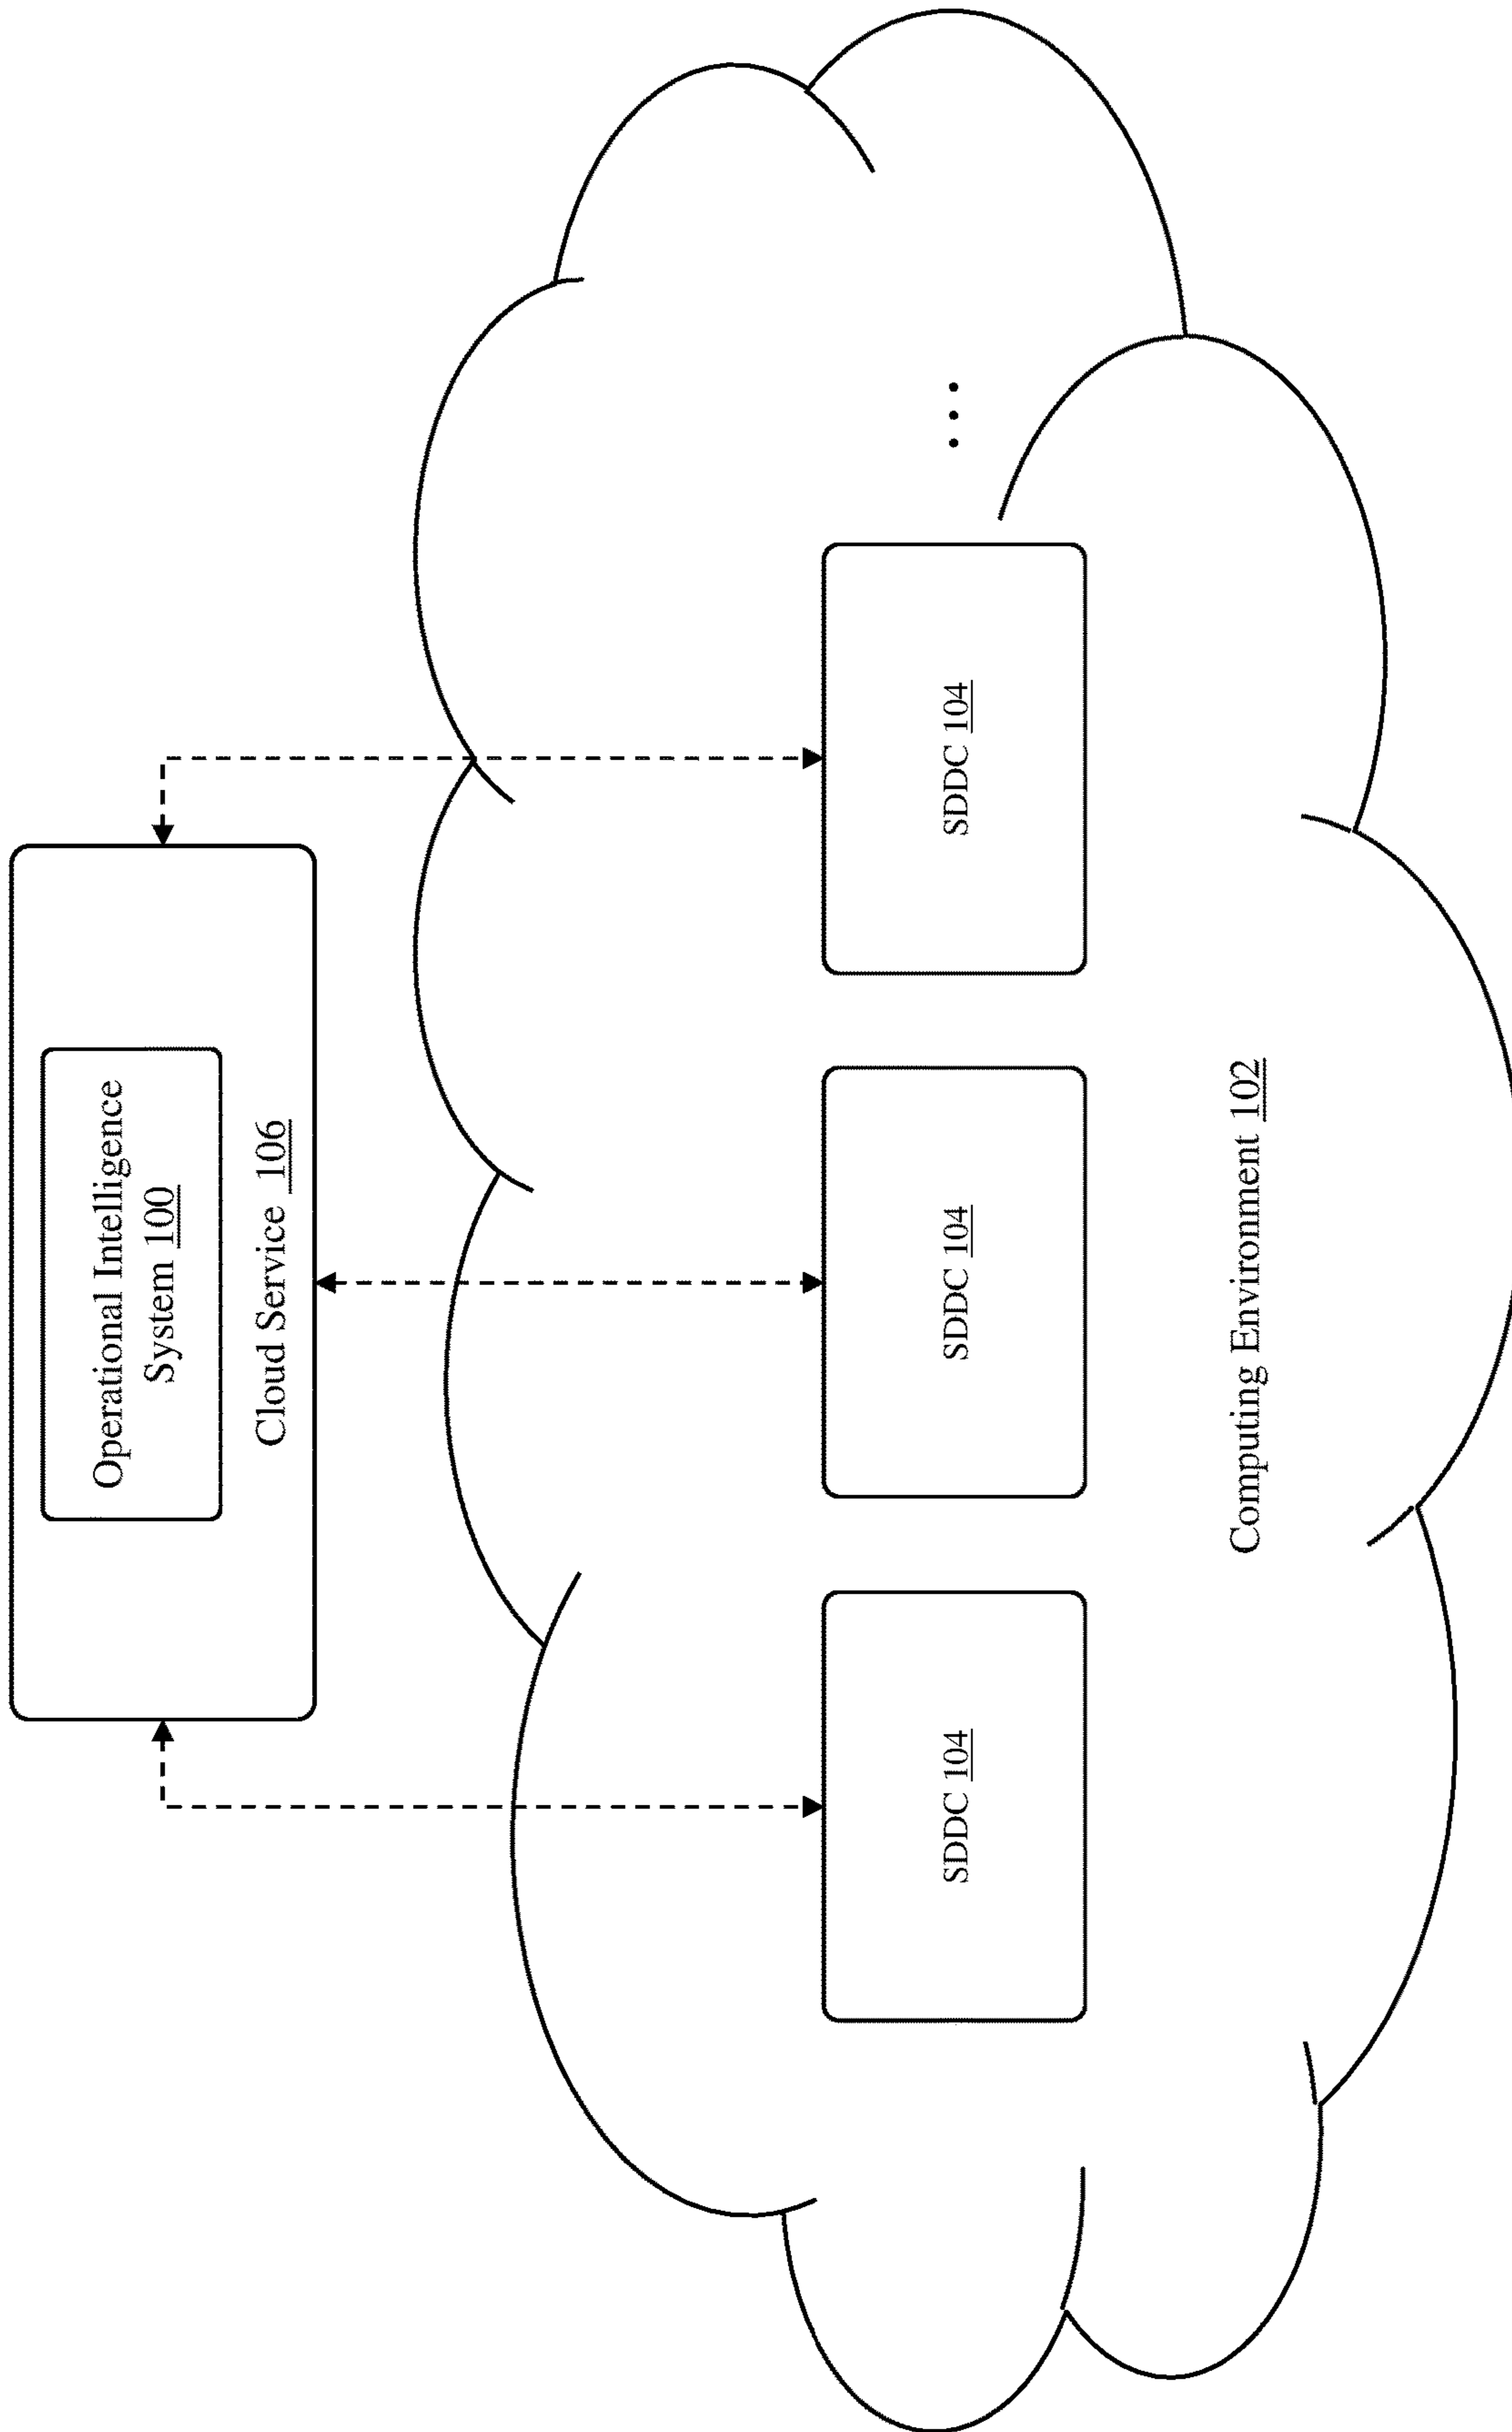 Operational Intelligence
System 100
Cloud Service 106
SDDC 104
SDDC 104
SDDC 104
...
Computing Environment 102